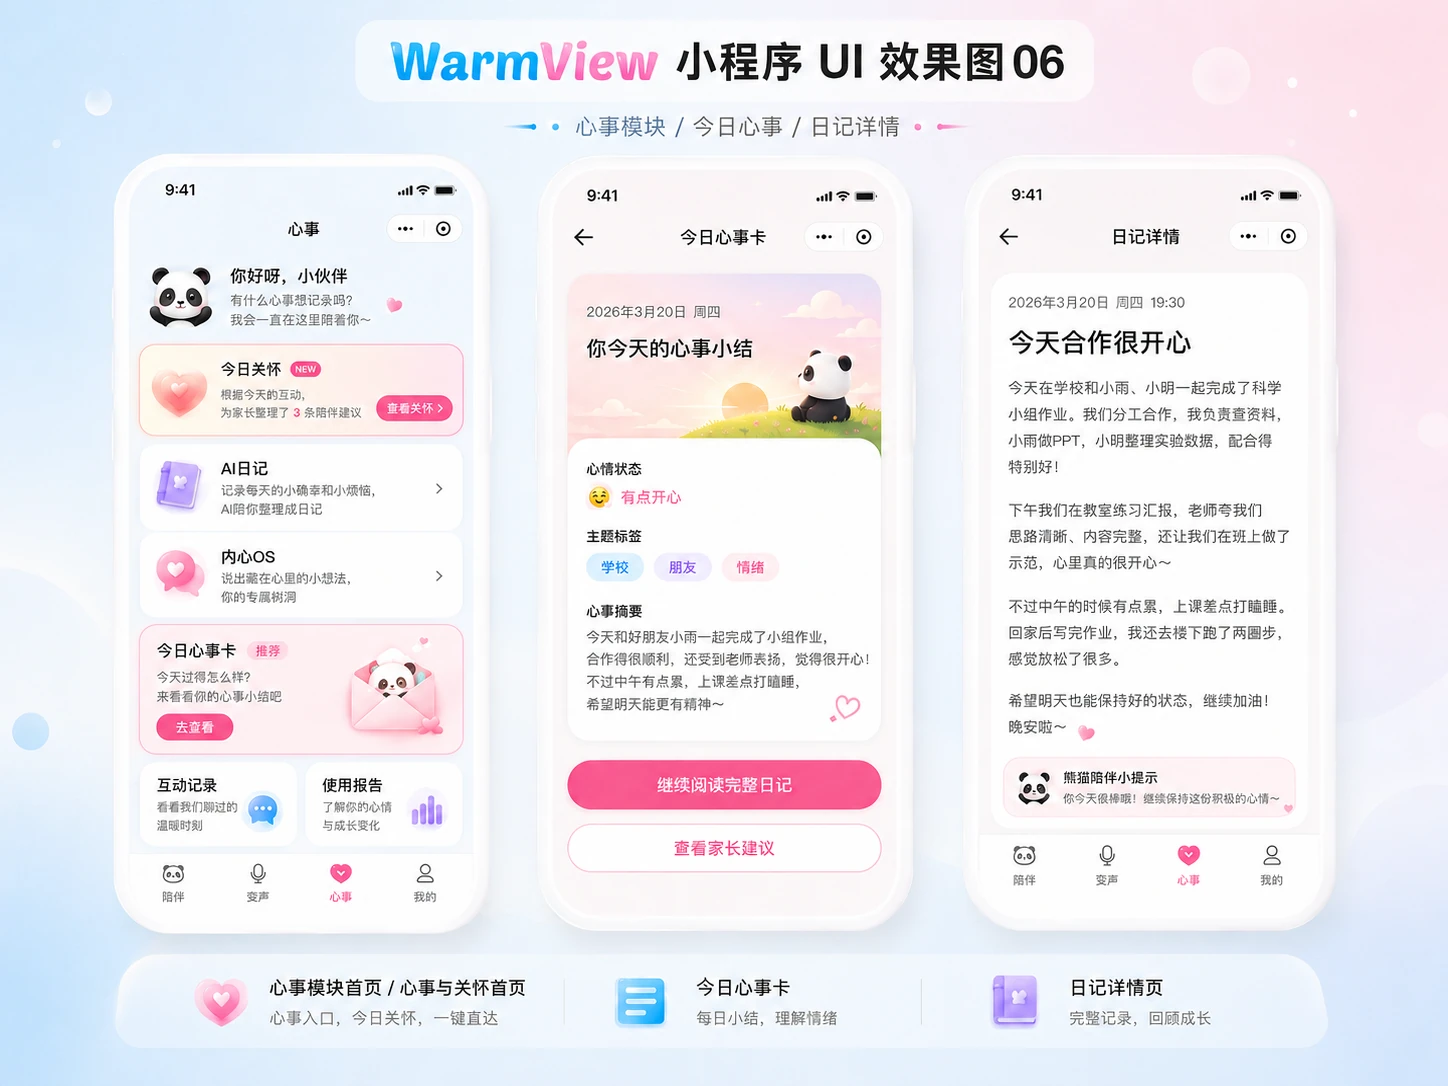 WarmView 小程序 UI 效果图 06
心事模块 / 今日心事 / 日记详情
9:41
心事
你好呀，小伙伴
有什么心事想记录吗？
我会一直在这里陪着你～
今日关怀 NEW
根据今天的互动，
为家长整理了 3 条陪伴建议
查看关怀
AI日记
记录每天的小确幸和小烦恼，
AI陪你整理成日记
内心OS
说出藏在心里的小想法，
你的专属树洞
今日心事卡 推荐
今天过得怎么样？
来看看你的心事小结吧
去查看
互动记录
看看我们聊过的
温暖时刻
使用报告
了解你的心情
与成长变化
陪伴
变声
心事
我的
9:41
今日心事卡
2026年3月20日 周四
你今天的心事小结
心情状态
有点开心
主题标签
学校
朋友
情绪
心事摘要
今天和好朋友小雨一起完成了小组作业，
合作得很顺利，还受到老师表扬，觉得很开心！
不过中午有点累，上课差点打瞌睡，
希望明天能更有精神～
继续阅读完整日记
查看家长建议
9:41
日记详情
2026年3月20日 周四 19:30
今天合作很开心
今天在学校和小雨、小明一起完成了科学
小组作业。我们分工合作，我负责查资料，
小雨做PPT，小明整理实验数据，配合得
特别好！
下午我们在教室练习汇报，老师夸我们
思路清晰、内容完整，还让我们在班上做了
示范，心里真的很开心～
不过中午的时候有点累，上课差点打瞌睡。
回家后写完作业，我还去楼下跑了两圈步，
感觉放松了很多。
希望明天也能保持好的状态，继续加油！
晚安啦～
熊猫陪伴小提示
你今天很棒哦！继续保持这份积极的心情～
陪伴
变声
心事
我的
心事模块首页 / 心事与关怀首页
心事入口，今日关怀，一键直达
今日心事卡
每日小结，理解情绪
日记详情页
完整记录，回顾成长